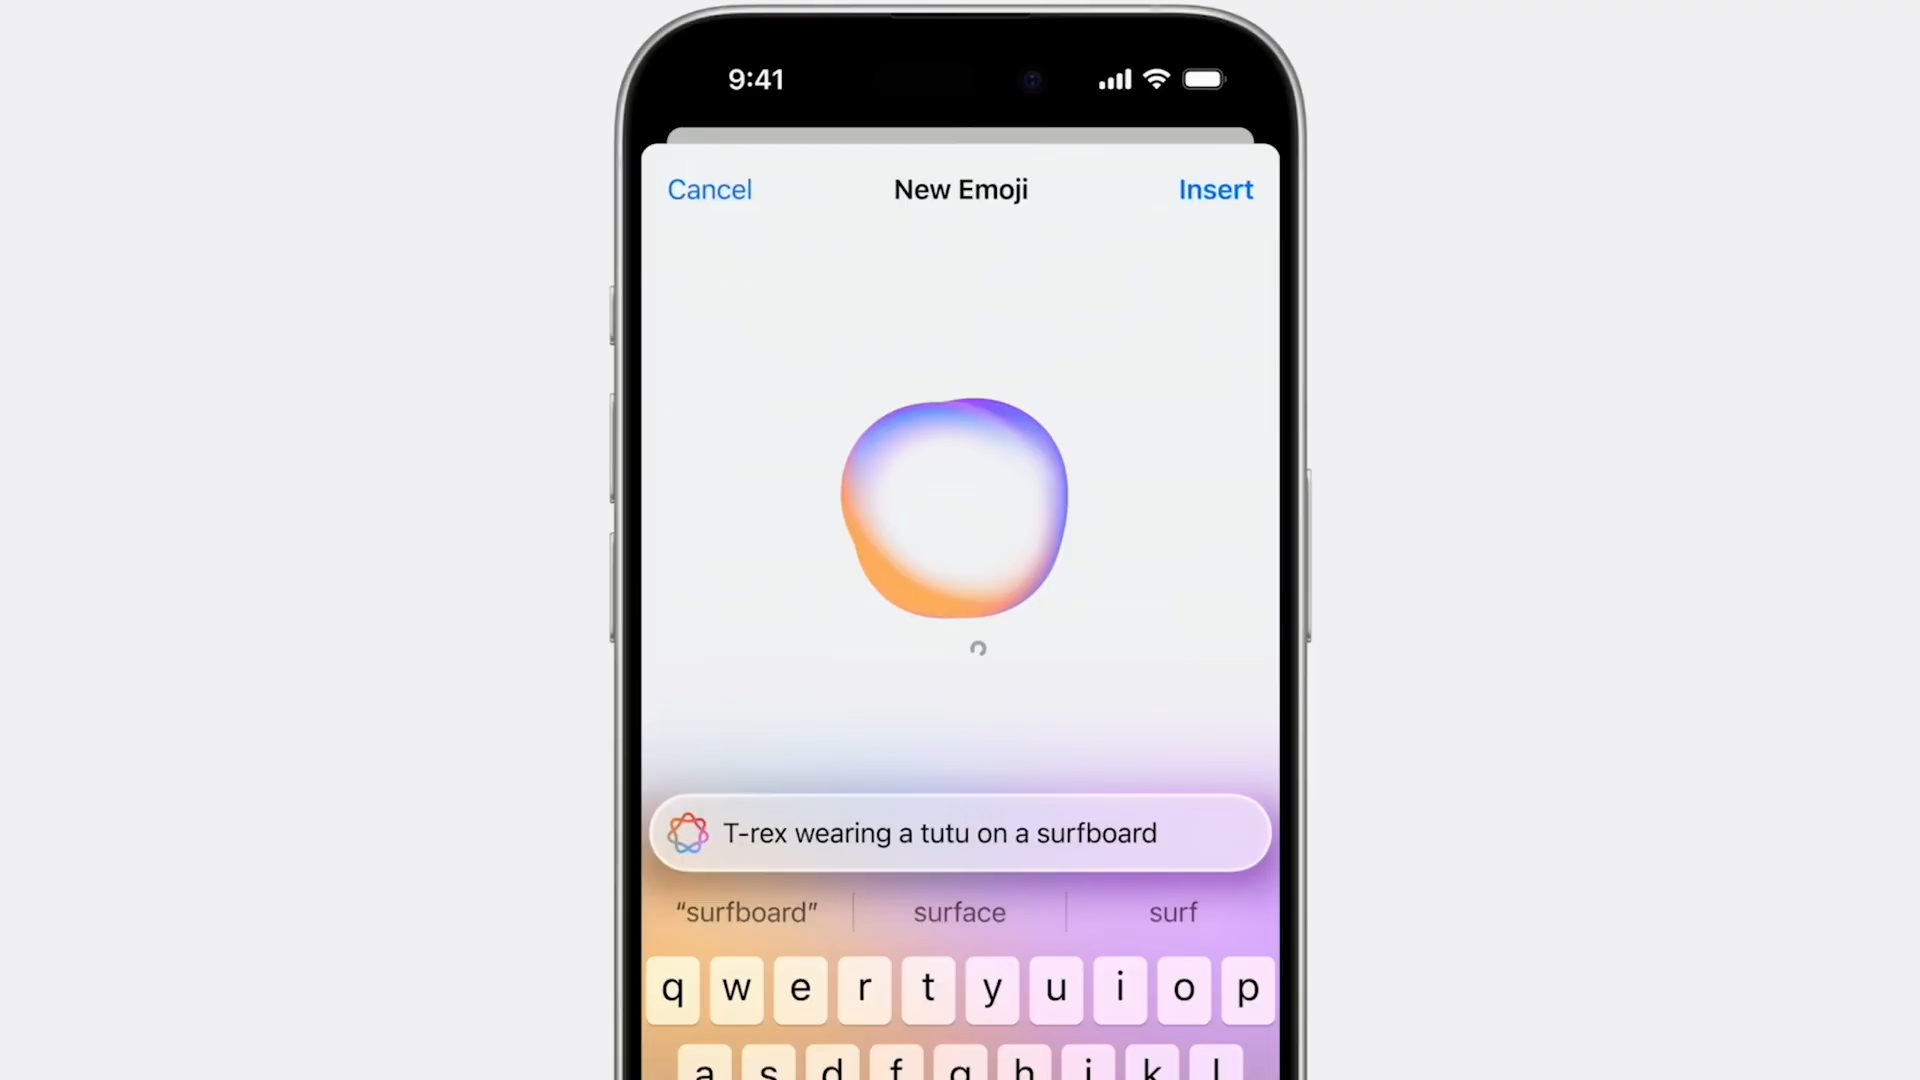 9:41
Cancel New Emoji Insert
T-rex wearing a tutu on a surfboard
“surfboard” surface surf
q w e r t y u i o p
a s d f g h j k l